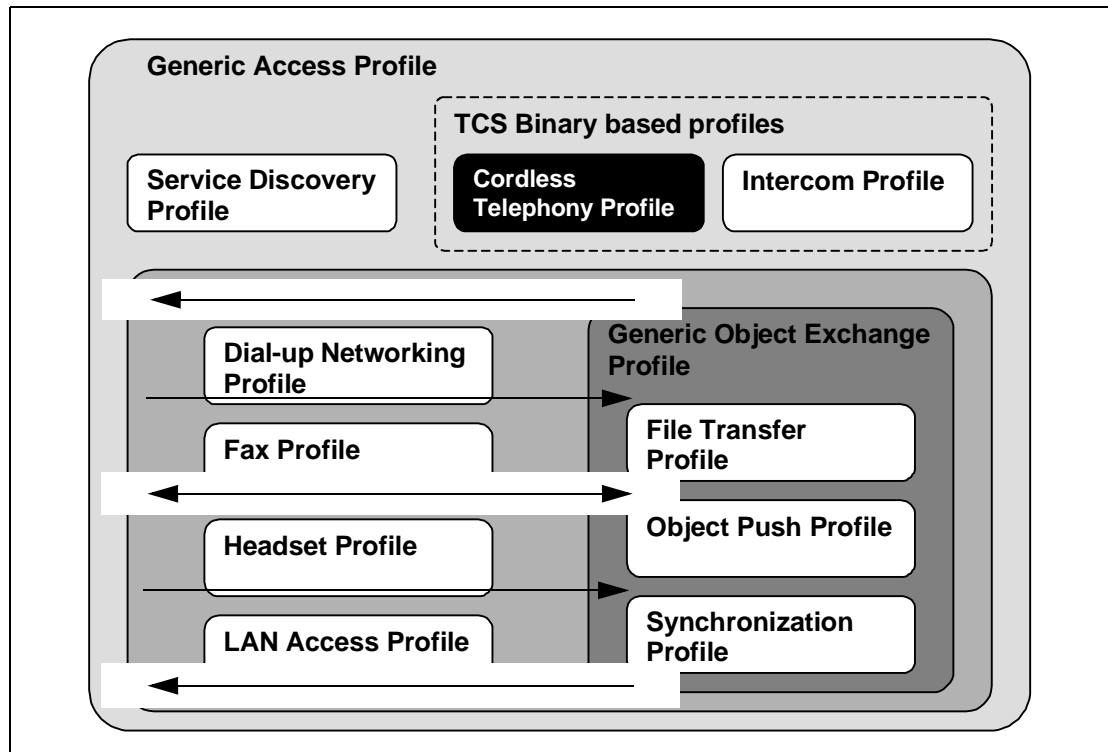 Generic Access Profile
TCS Binary based profiles
Service Discovery
Profile
Cordless
Telephony Profile
Intercom Profile
Dial-up Networking
Profile
Fax Profile
Headset Profile
LAN Access Profile
Generic Object Exchange
Profile
File Transfer
Profile
Object Push Profile
Synchronization
Profile